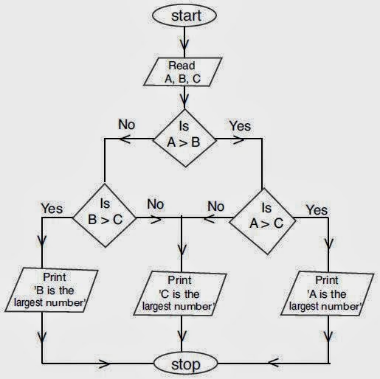 start
Read
A, B, C
No
Is
A > B
Yes
Yes
Is
B > C
No
No
Is
A > C
Yes
Print
'B is the
largest number'
Print
'C is the
largest number'
Print
'A is the
largest number'
stop